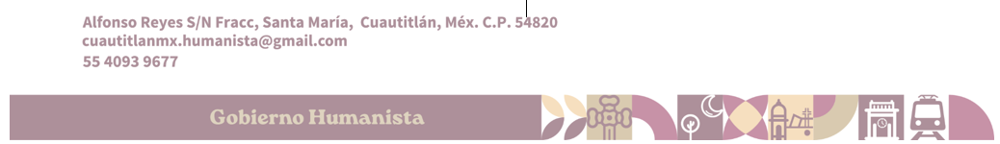 Alfonso Reyes S/N Fracc, Santa María, Cuautitlán, Méx. C.P. 54820
cuautitlanmx.humanista@gmail.com
55 4093 9677
Gobierno Humanista